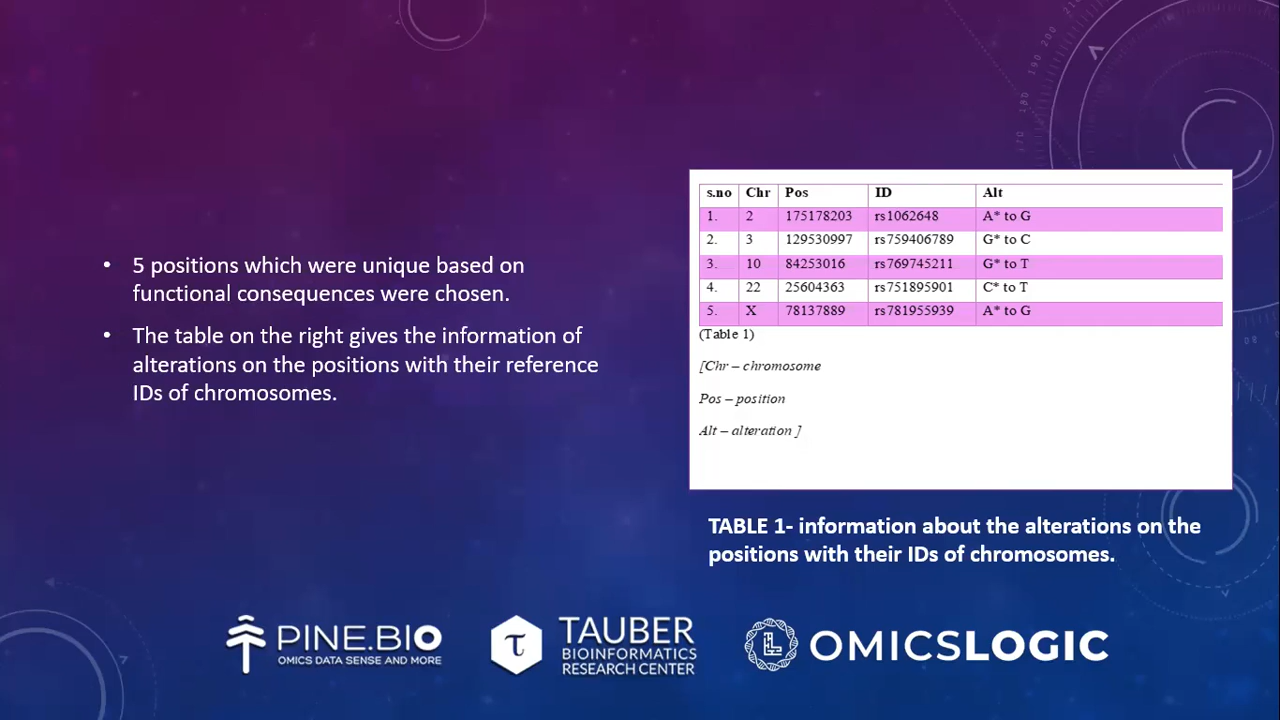 • 5 positions which were unique based on
functional consequences were chosen.
• The table on the right gives the information of
alterations on the positions with their reference
IDs of chromosomes.
s.no Chr Pos ID Alt
1. 2 175178203 rs1062648 A* to G
2. 3 129530997 rs759406789 G* to C
3. 10 84253016 rs769745211 G* to T
4. 22 25604363 rs751895901 C* to T
5. X 78137889 rs781955939 A* to G
(Table 1)
[Chr – chromosome
Pos – position
Alt – alteration ]
TABLE 1- information about the alterations on the
positions with their IDs of chromosomes.
PINE.BIO
OMICS DATA SENSE AND MORE
τ
TAUBER
BIOINFORMATICS
RESEARCH CENTER
OMICSLOGIC
200
190
180
170